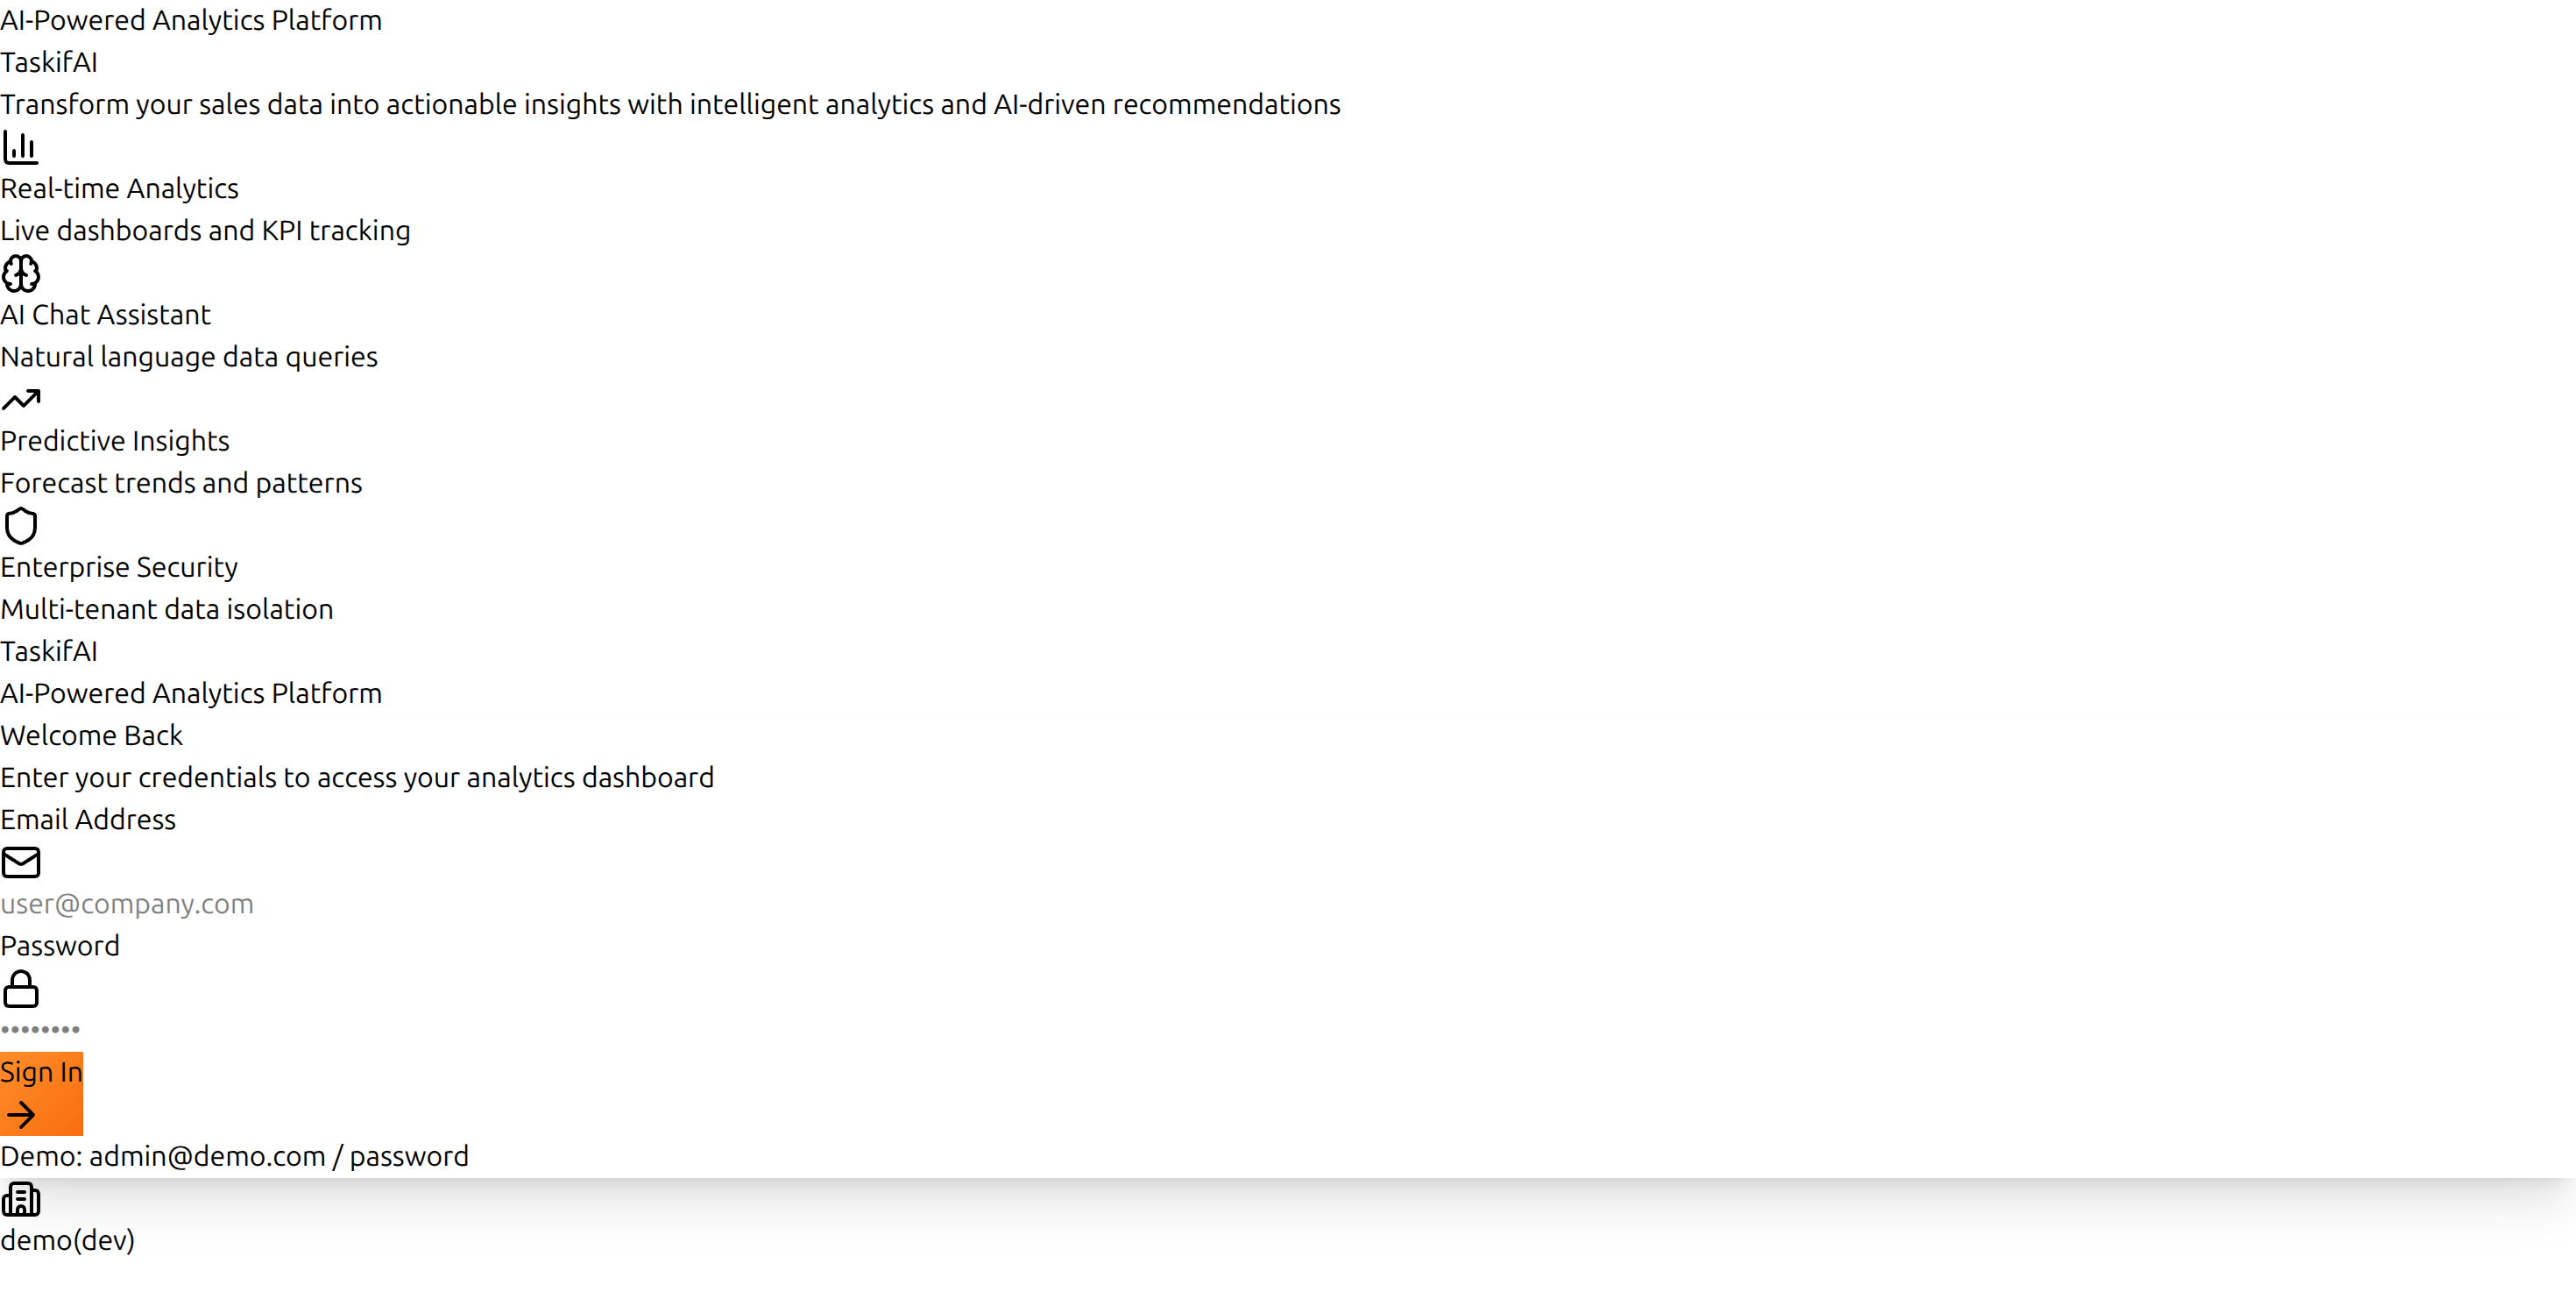 AI-Powered Analytics Platform
TaskifAI
Transform your sales data into actionable insights with intelligent analytics and AI-driven recommendations
Real-time Analytics
Live dashboards and KPI tracking
AI Chat Assistant
Natural language data queries
Predictive Insights
Forecast trends and patterns
Enterprise Security
Multi-tenant data isolation
TaskifAI
AI-Powered Analytics Platform
Welcome Back
Enter your credentials to access your analytics dashboard
Email Address
user@company.com
Password
••••••••
Sign In
Demo: admin@demo.com / password
demo(dev)